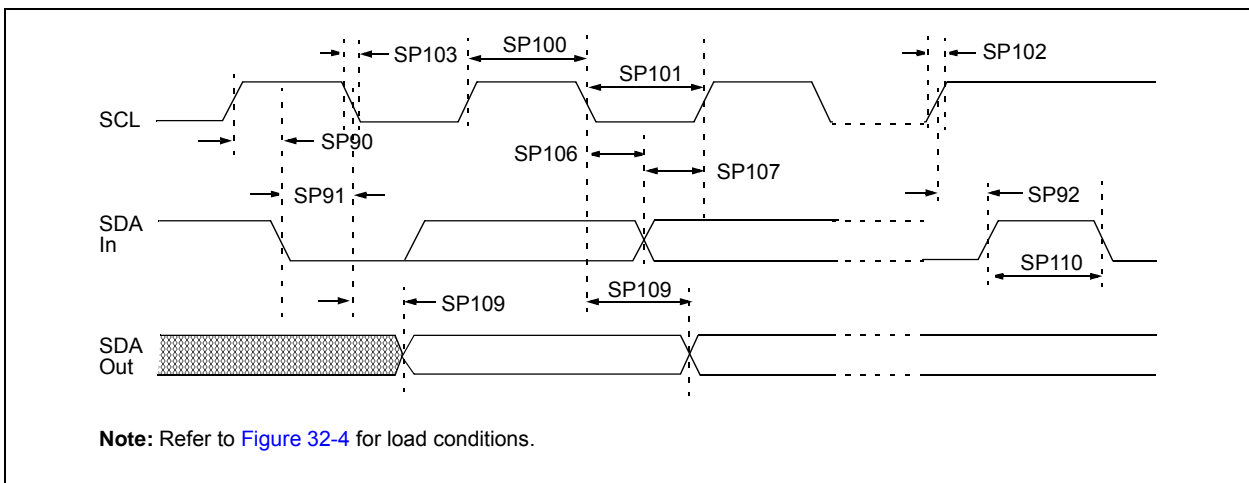 SP103
SP100
SP101
SP102
SCL
SP90
SP106
SP107
SP91
SP92
SDA
In
SP110
SP109
SP109
SDA
Out
Note: Refer to Figure 32-4 for load conditions.